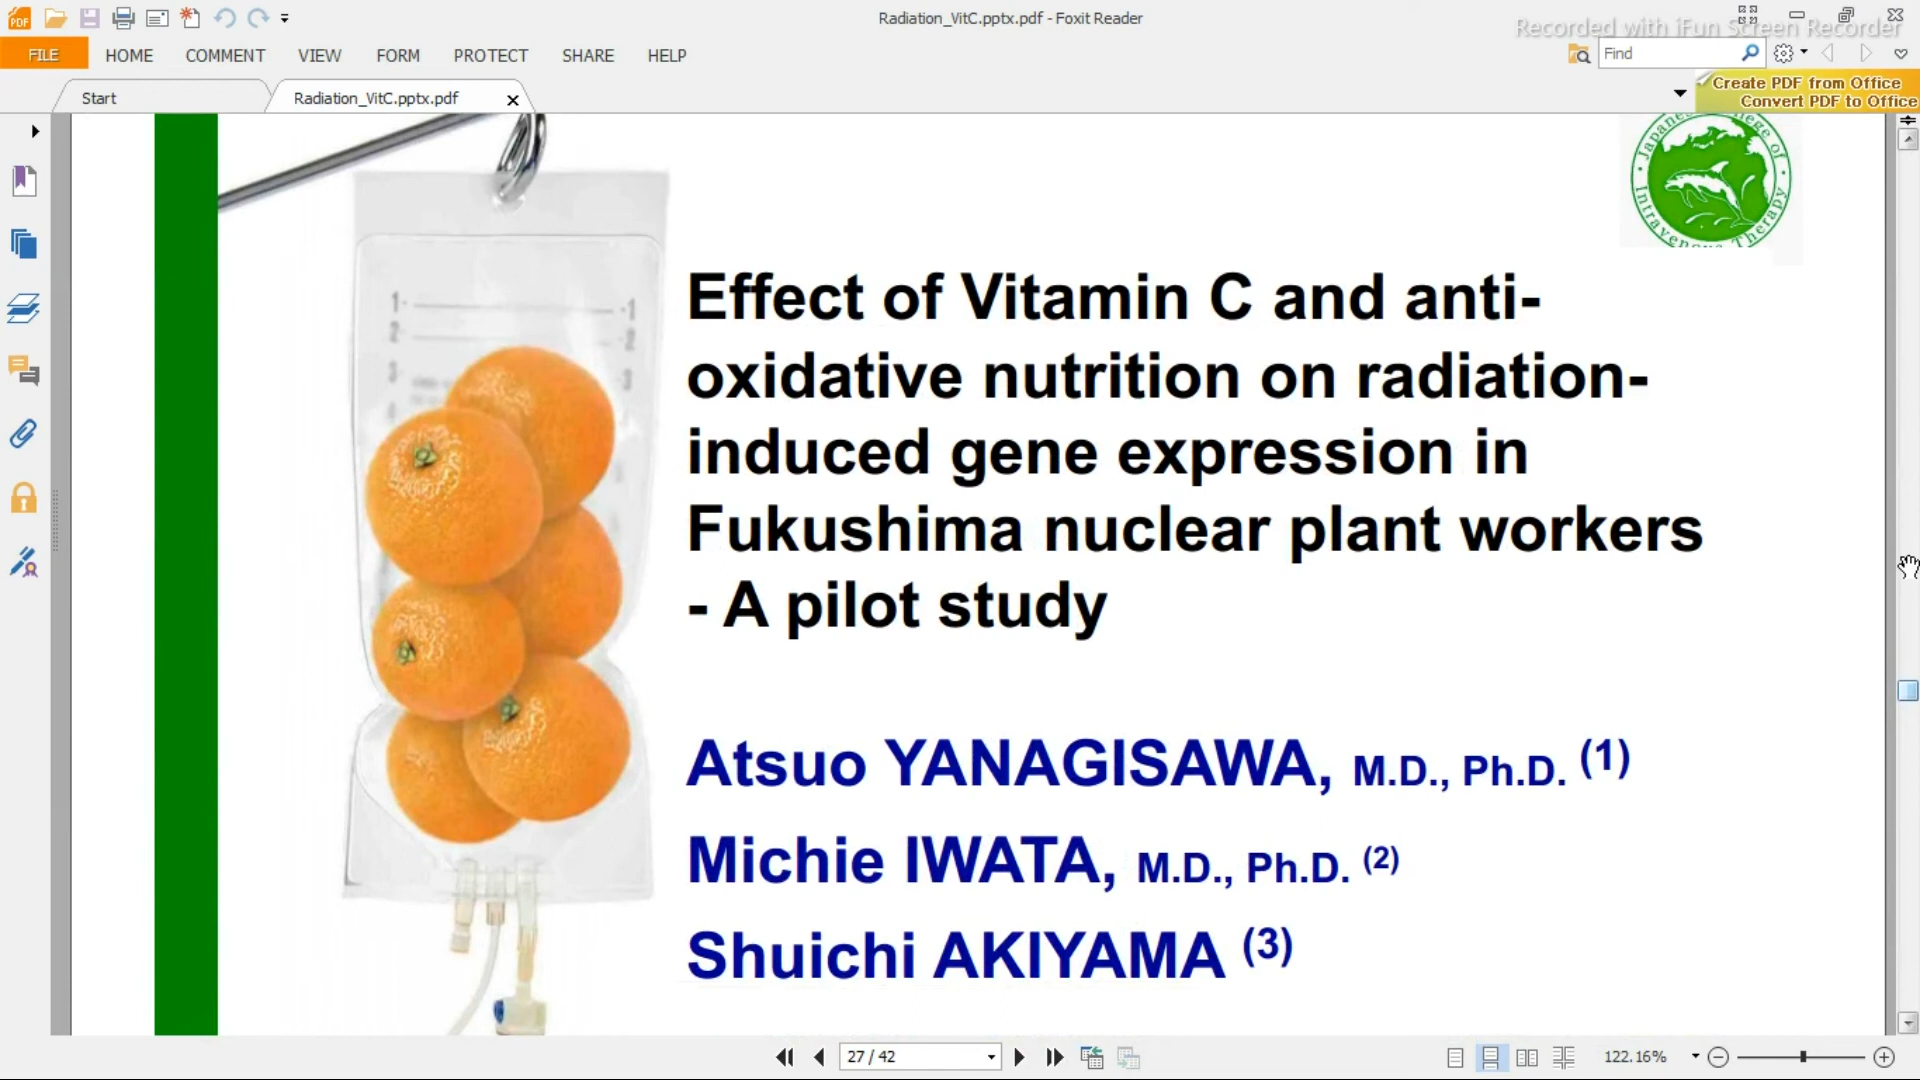 Radiation_VitC.pptx.pdf - Foxit Reader
Recorded with iFun Screen Recorder
FILE HOME COMMENT VIEW FORM PROTECT SHARE HELP
Find
Start
Radiation_VitC.pptx.pdf
Create PDF from Office
Convert PDF to Office
Intravenous Therapy
Effect of Vitamin C and anti-
oxidative nutrition on radiation-
induced gene expression in
Fukushima nuclear plant workers
- A pilot study
Atsuo YANAGISAWA, M.D., Ph.D. (1)
Michie IWATA, M.D., Ph.D. (2)
Shuichi AKIYAMA (3)
27 / 42
122.16%